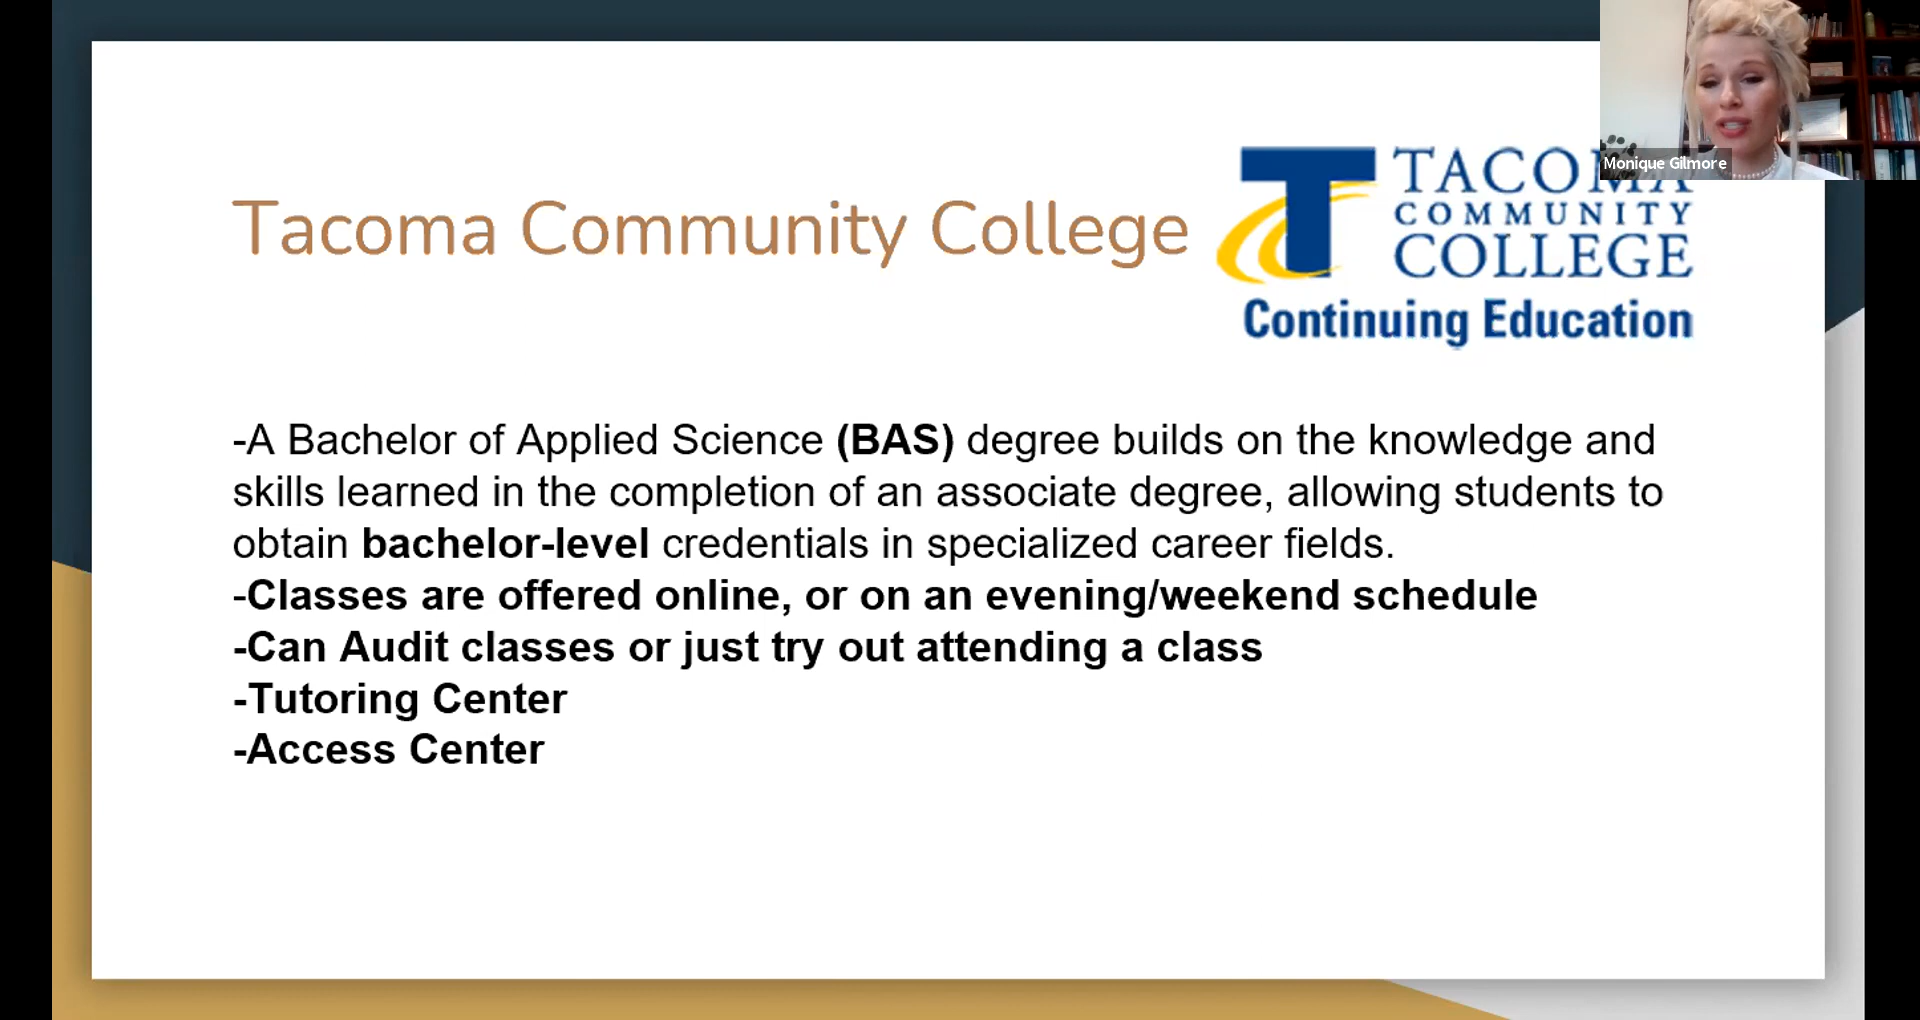 Monique Gilmore
Tacoma Community College
TACOMA
COMMUNITY
COLLEGE
Continuing Education
-A Bachelor of Applied Science (BAS) degree builds on the knowledge and
skills learned in the completion of an associate degree, allowing students to
obtain bachelor-level credentials in specialized career fields.
-Classes are offered online, or on an evening/weekend schedule
-Can Audit classes or just try out attending a class
-Tutoring Center
-Access Center